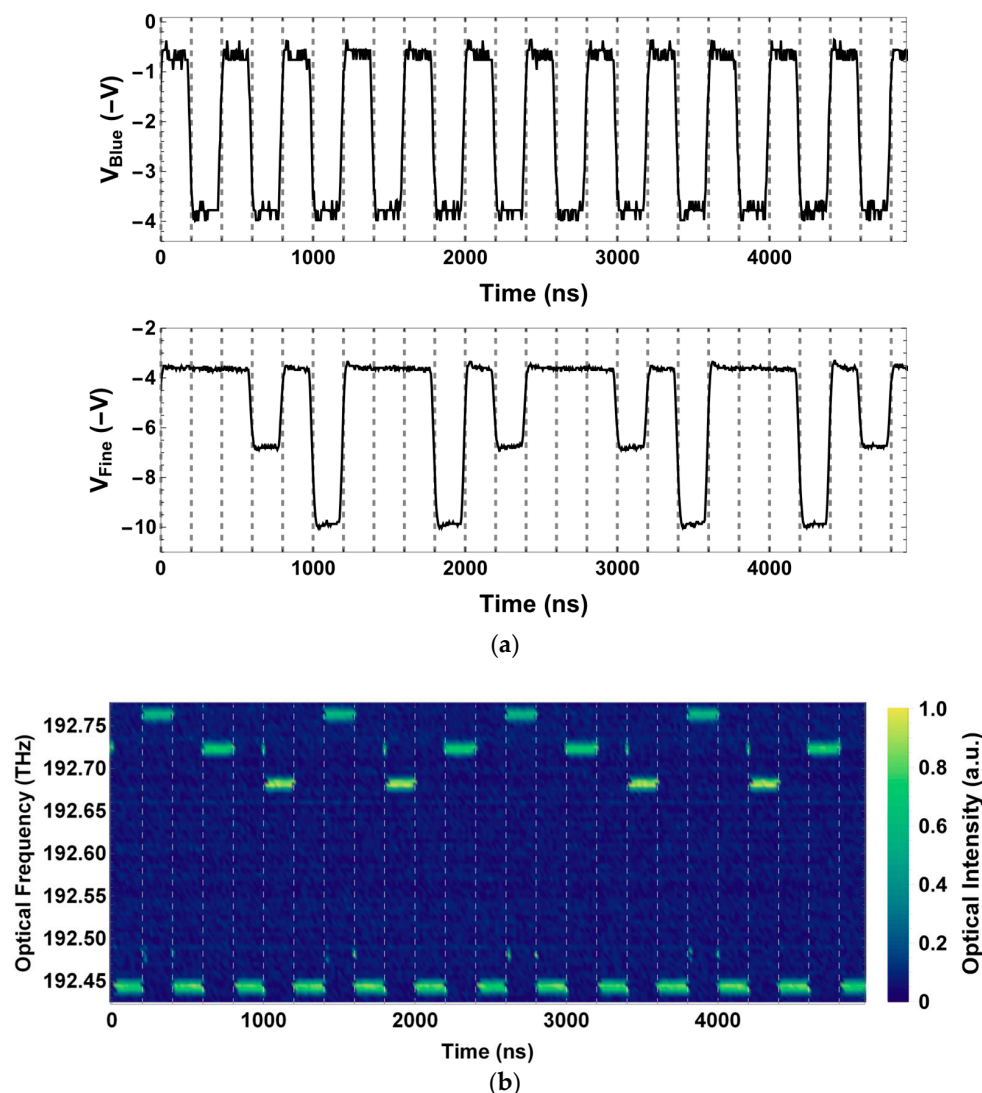 0
−1
−2
−3
−4
V_Blue (−V)
0 1000 2000 3000 4000
Time (ns)
−2
−4
−6
−8
−10
V_Fine (−V)
0 1000 2000 3000 4000
Time (ns)
(a)
192.75
192.70
192.65
192.60
192.55
192.50
192.45
Optical Frequency (THz)
0 1000 2000 3000 4000
Time (ns)
1.0
0.8
0.6
0.4
0.2
0
Optical Intensity (a.u.)
(b)